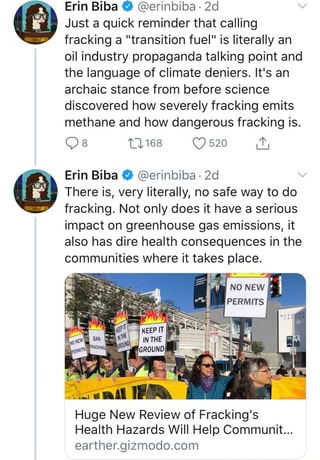 Erin Biba @erinbiba · 2d
Just a quick reminder that calling
fracking a "transition fuel" is literally an
oil industry propaganda talking point and
the language of climate deniers. It's an
archaic stance from before science
discovered how severely fracking emits
methane and how dangerous fracking is.
8 168 520
Erin Biba @erinbiba · 2d
There is, very literally, no safe way to do
fracking. Not only does it have a serious
impact on greenhouse gas emissions, it
also has dire health consequences in the
communities where it takes place.
NO NEW
PERMITS
NO NEW
PERMITS
BAN
FRACKING
KEEP IT
IN THE
GROUND
KEEP IT
IN THE
GROUND
Huge New Review of Fracking's
Health Hazards Will Help Communit...
earther.gizmodo.com